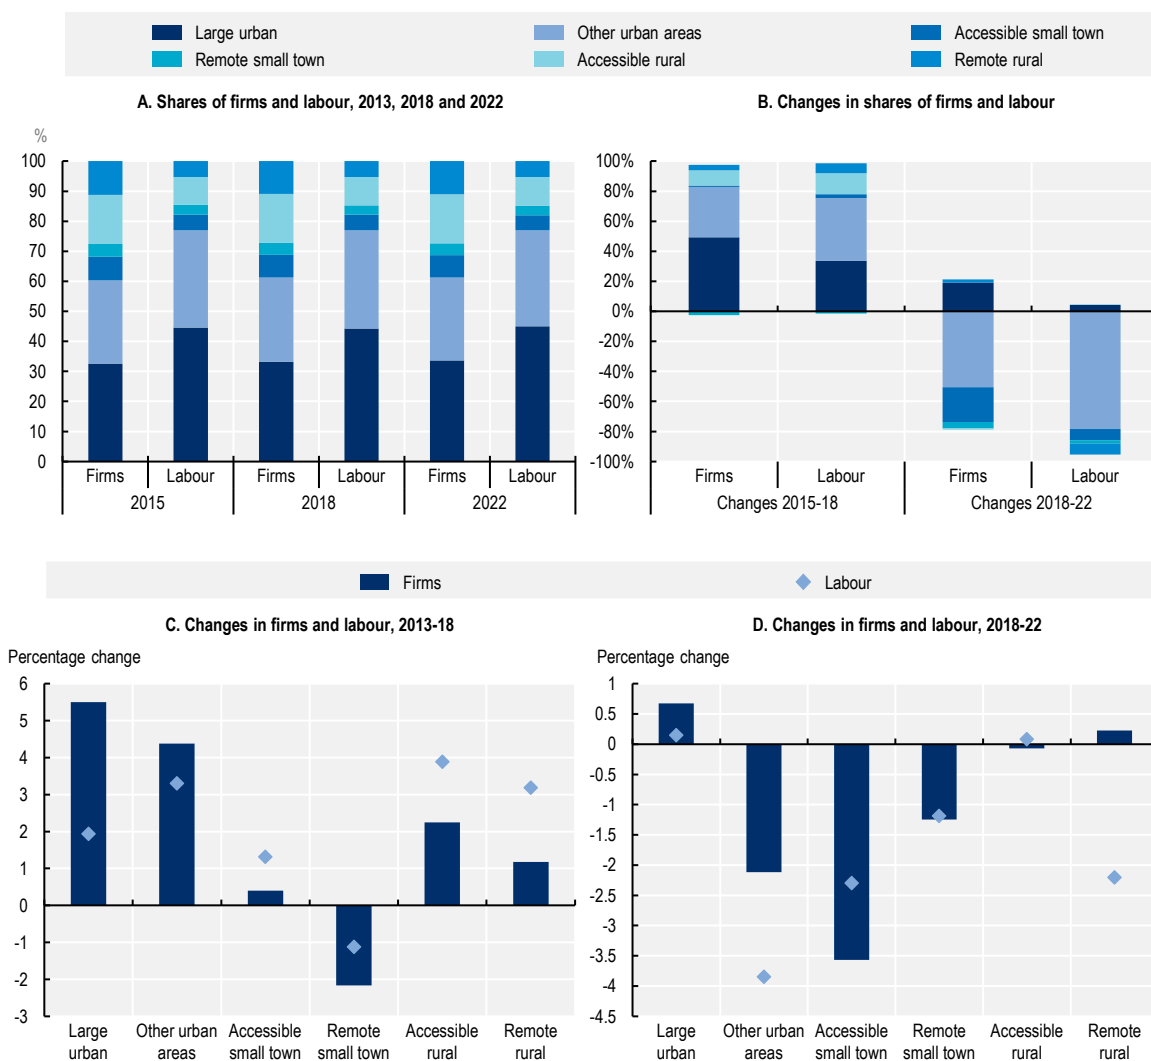 Large urban
Other urban areas
Accessible small town
Remote small town
Accessible rural
Remote rural
A. Shares of firms and labour, 2013, 2018 and 2022
%
100
90
80
70
60
50
40
30
20
10
0
Firms
Labour
Firms
Labour
Firms
Labour
2015
2018
2022
B. Changes in shares of firms and labour
100%
80%
60%
40%
20%
0%
-20%
-40%
-60%
-80%
-100%
Firms
Labour
Firms
Labour
Changes 2015-18
Changes 2018-22
Firms
Labour
C. Changes in firms and labour, 2013-18
Percentage change
6
5
4
3
2
1
0
-1
-2
-3
Large
urban
Other urban
areas
Accessible
small town
Remote
small town
Accessible
rural
Remote
rural
D. Changes in firms and labour, 2018-22
Percentage change
1
0.5
0
-0.5
-1
-1.5
-2
-2.5
-3
-3.5
-4
-4.5
Large
urban
Other urban
areas
Accessible
small town
Remote
small town
Accessible
rural
Remote
rural